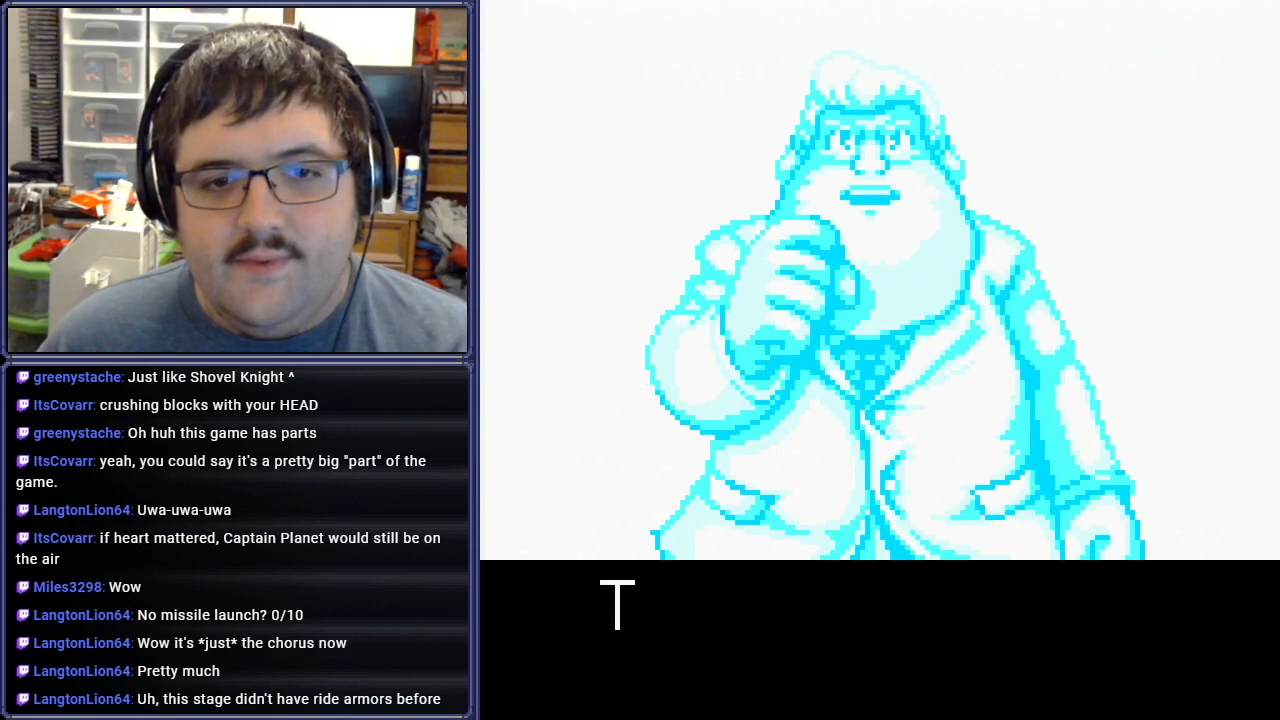 greenystache: Just like Shovel Knight ^
ItsCovarr: crushing blocks with your HEAD
greenystache: Oh huh this game has parts
ItsCovarr: yeah, you could say it's a pretty big "part" of the
game.
LangtonLion64: Uwa-uwa-uwa
ItsCovarr: if heart mattered, Captain Planet would still be on
the air
Miles3298: Wow
LangtonLion64: No missile launch? 0/10
LangtonLion64: Wow it's *just* the chorus now
LangtonLion64: Pretty much
LangtonLion64: Uh, this stage didn't have ride armors before
T